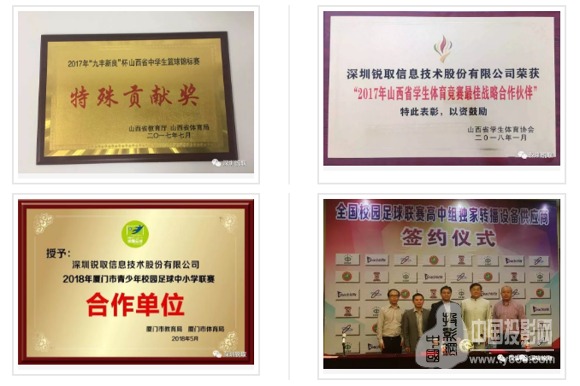 2017年“九丰新良”杯山西省中学生篮球锦标赛
特殊贡献奖
山西省教育厅 山西省体育局
二〇一七年七月
深圳锐取信息技术股份有限公司荣获
“2017年山西省学生体育竞赛最佳战略合作伙伴”
特此表彰，以资鼓励
山西省学生体育协会
二〇一八年一月
授予：
深圳锐取信息技术股份有限公司
2018年厦门市青少年校园足球中小学联赛
合作单位
厦门市教育局 厦门市体育局
2018年5月
全国校园足球联赛高中组独家转播设备供应商
签约仪式
中国投影网